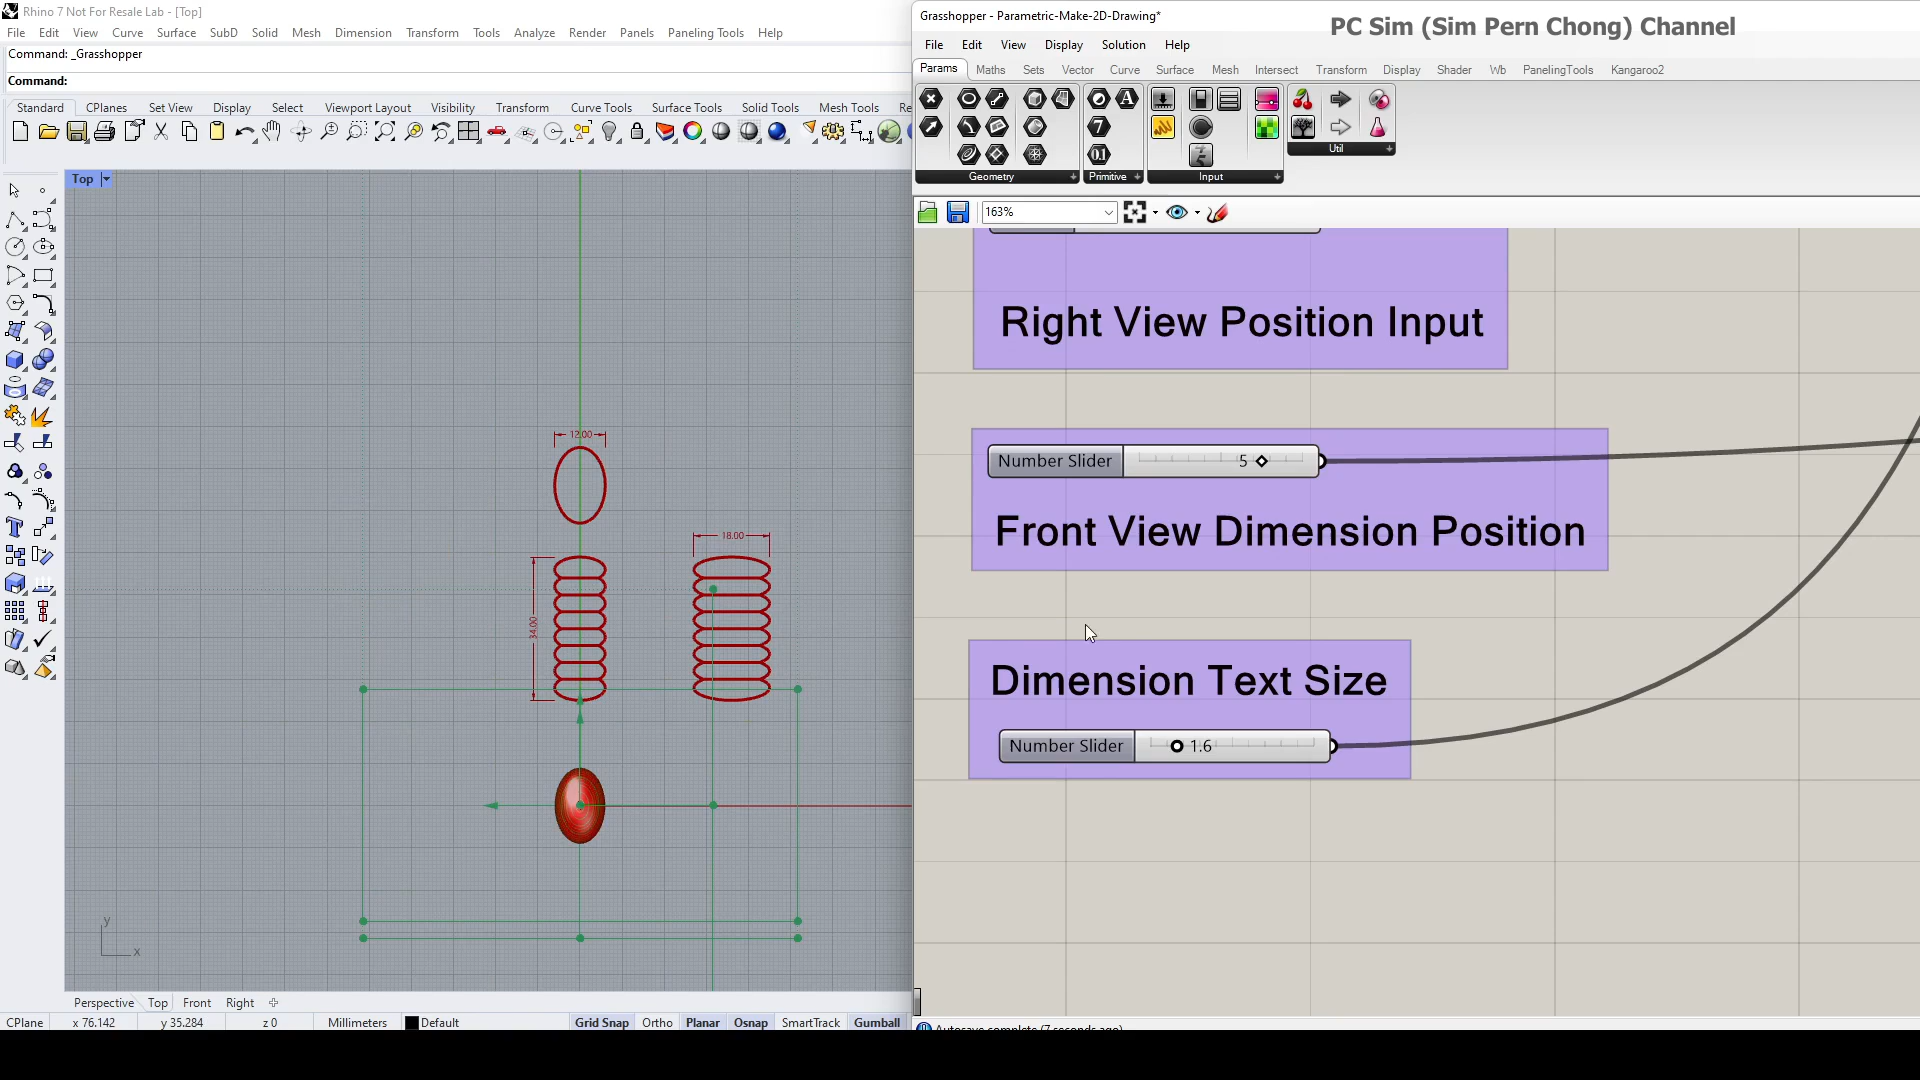 Rhino 7 Not For Resale Lab - [Top]
File Edit View Curve Surface SubD Solid Mesh Dimension Transform Tools Analyze Render Panels Paneling Tools Help
Command: _Grasshopper
Command:
Standard CPlanes Set View Display Select Viewport Layout Visibility Transform Curve Tools Surface Tools Solid Tools Mesh Tools Re
Top
12.00
18.00
34.00
y
x
Perspective Top Front Right
CPlane x 76.142 y 35.284 z 0 Millimeters Default Grid Snap Ortho Planar Osnap SmartTrack Gumball
Grasshopper - Parametric-Make-2D-Drawing*
PC Sim (Sim Pern Chong) Channel
File Edit View Display Solution Help
Params Maths Sets Vector Curve Surface Mesh Intersect Transform Display Shader Wb PanelingTools Kangaroo2
Geometry Primitive Input Util
163%
Right View Position Input
Number Slider 5
Front View Dimension Position
Dimension Text Size
Number Slider 1.6
Autosave complete (7 seconds ago)